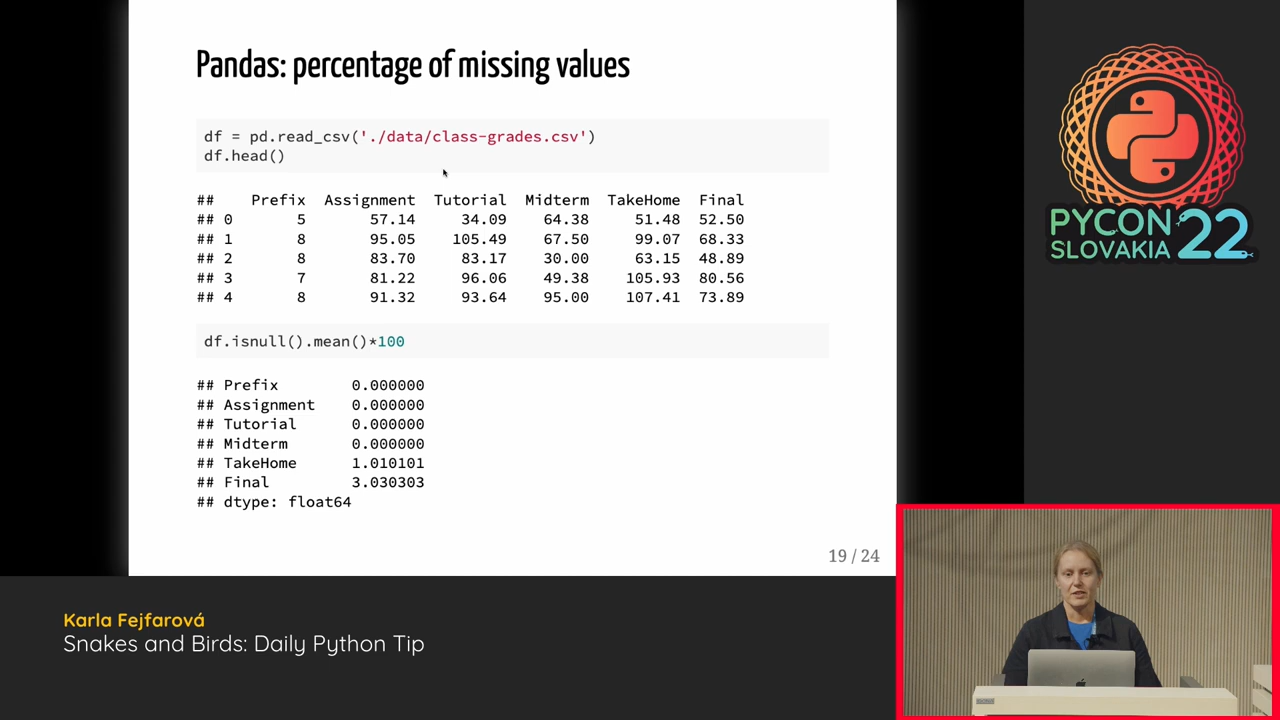 Pandas: percentage of missing values
df = pd.read_csv('./data/class-grades.csv')
df.head()
##    Prefix  Assignment  Tutorial  Midterm  TakeHome  Final
## 0       5       57.14     34.09    64.38     51.48  52.50
## 1       8       95.05    105.49    67.50     99.07  68.33
## 2       8       83.70     83.17    30.00     63.15  48.89
## 3       7       81.22     96.06    49.38    105.93  80.56
## 4       8       91.32     93.64    95.00    107.41  73.89
df.isnull().mean()*100
## Prefix        0.000000
## Assignment    0.000000
## Tutorial      0.000000
## Midterm       0.000000
## TakeHome      1.010101
## Final         3.030303
## dtype: float64
19 / 24
PYCON
SLOVAKIA 22
Karla Fejfarová
Snakes and Birds: Daily Python Tip